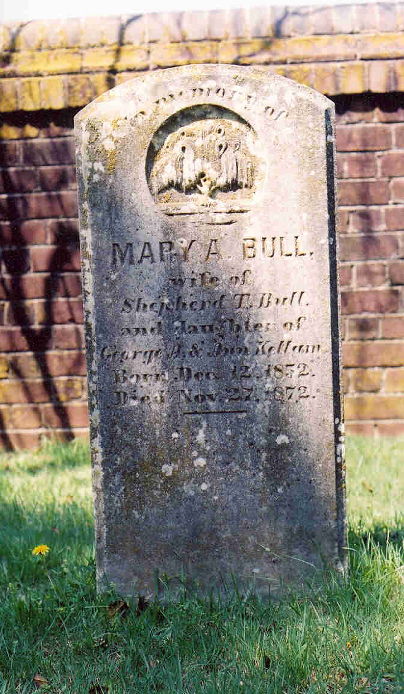 In memory of
MARY A. BULL.
wife of
Shepherd T. Bull.
and daughter of
George & Ann Kellam
Born Dec. 12. 1832.
Died Nov. 27. 1872.